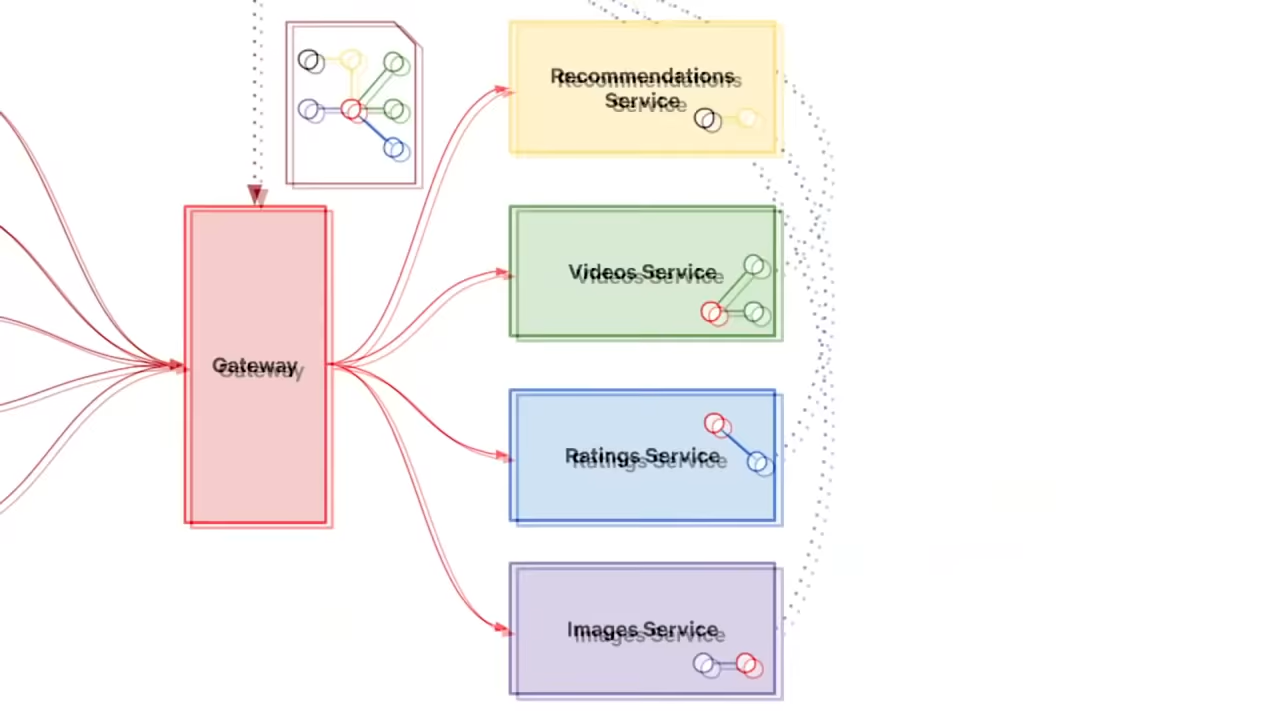 Recommendations
Service
Videos Service
Gateway
Ratings Service
Images Service